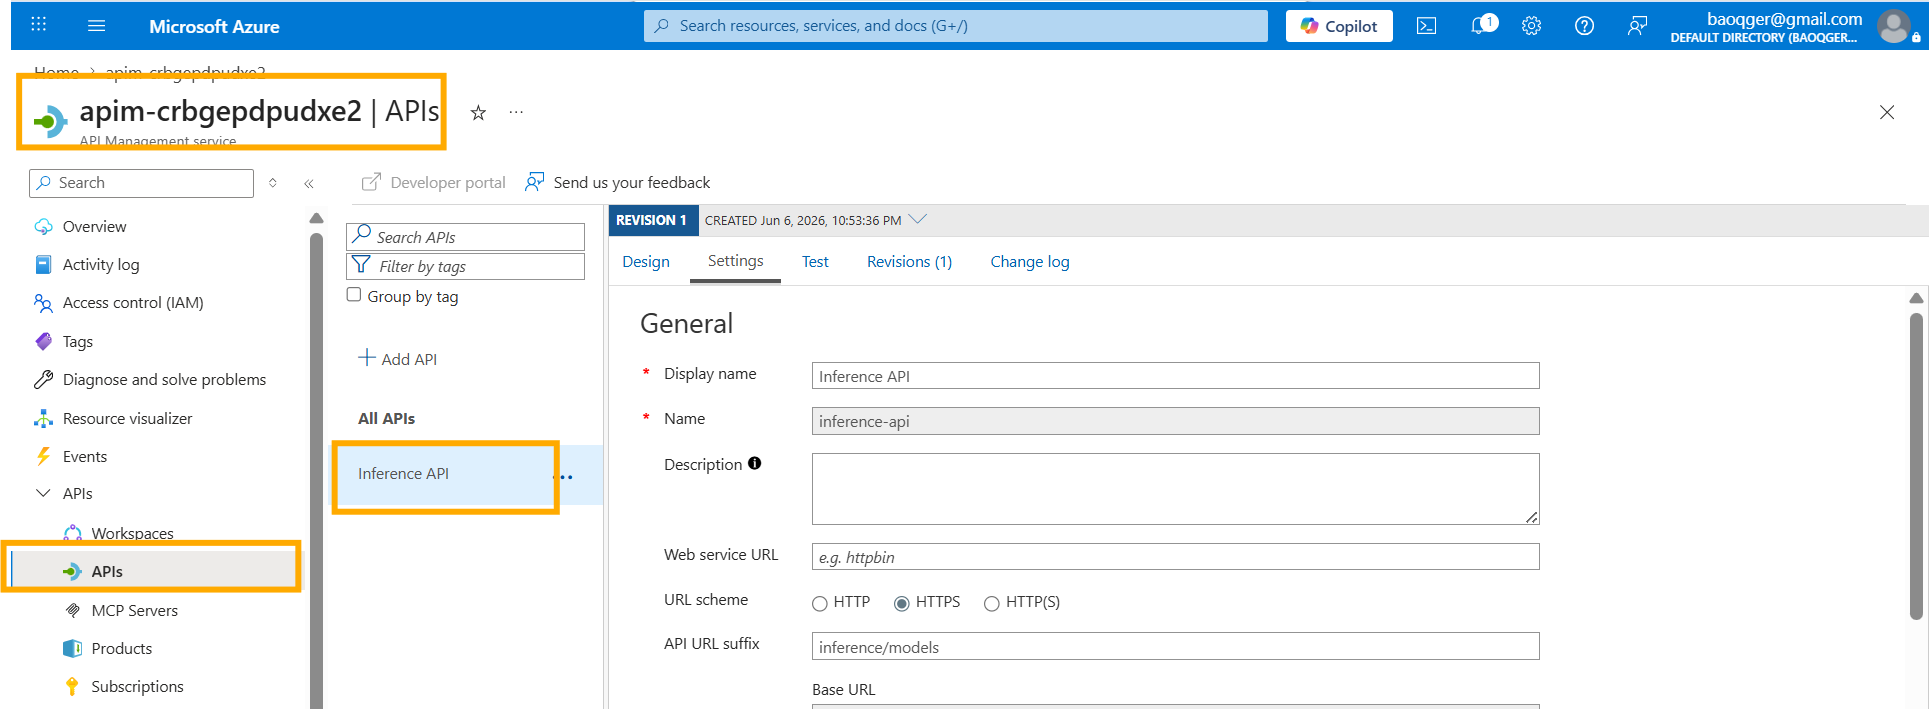 Microsoft Azure
Search resources, services, and docs (G+/)
Copilot
1
baoqger@gmail.com
DEFAULT DIRECTORY (BAOQGER...
Home > apim-crbgepdpudxe2
apim-crbgepdpudxe2 | APIs
API Management service
Search
Developer portal
Send us your feedback
Overview
Activity log
Access control (IAM)
Tags
Diagnose and solve problems
Resource visualizer
Events
APIs
Workspaces
APIs
MCP Servers
Products
Subscriptions
Search APIs
Filter by tags
Group by tag
Add API
All APIs
Inference API
REVISION 1
CREATED Jun 6, 2026, 10:53:36 PM
Design
Settings
Test
Revisions (1)
Change log
General
* Display name
Inference API
* Name
inference-api
Description
Web service URL
e.g. httpbin
URL scheme
HTTP
HTTPS
HTTP(S)
API URL suffix
inference/models
Base URL